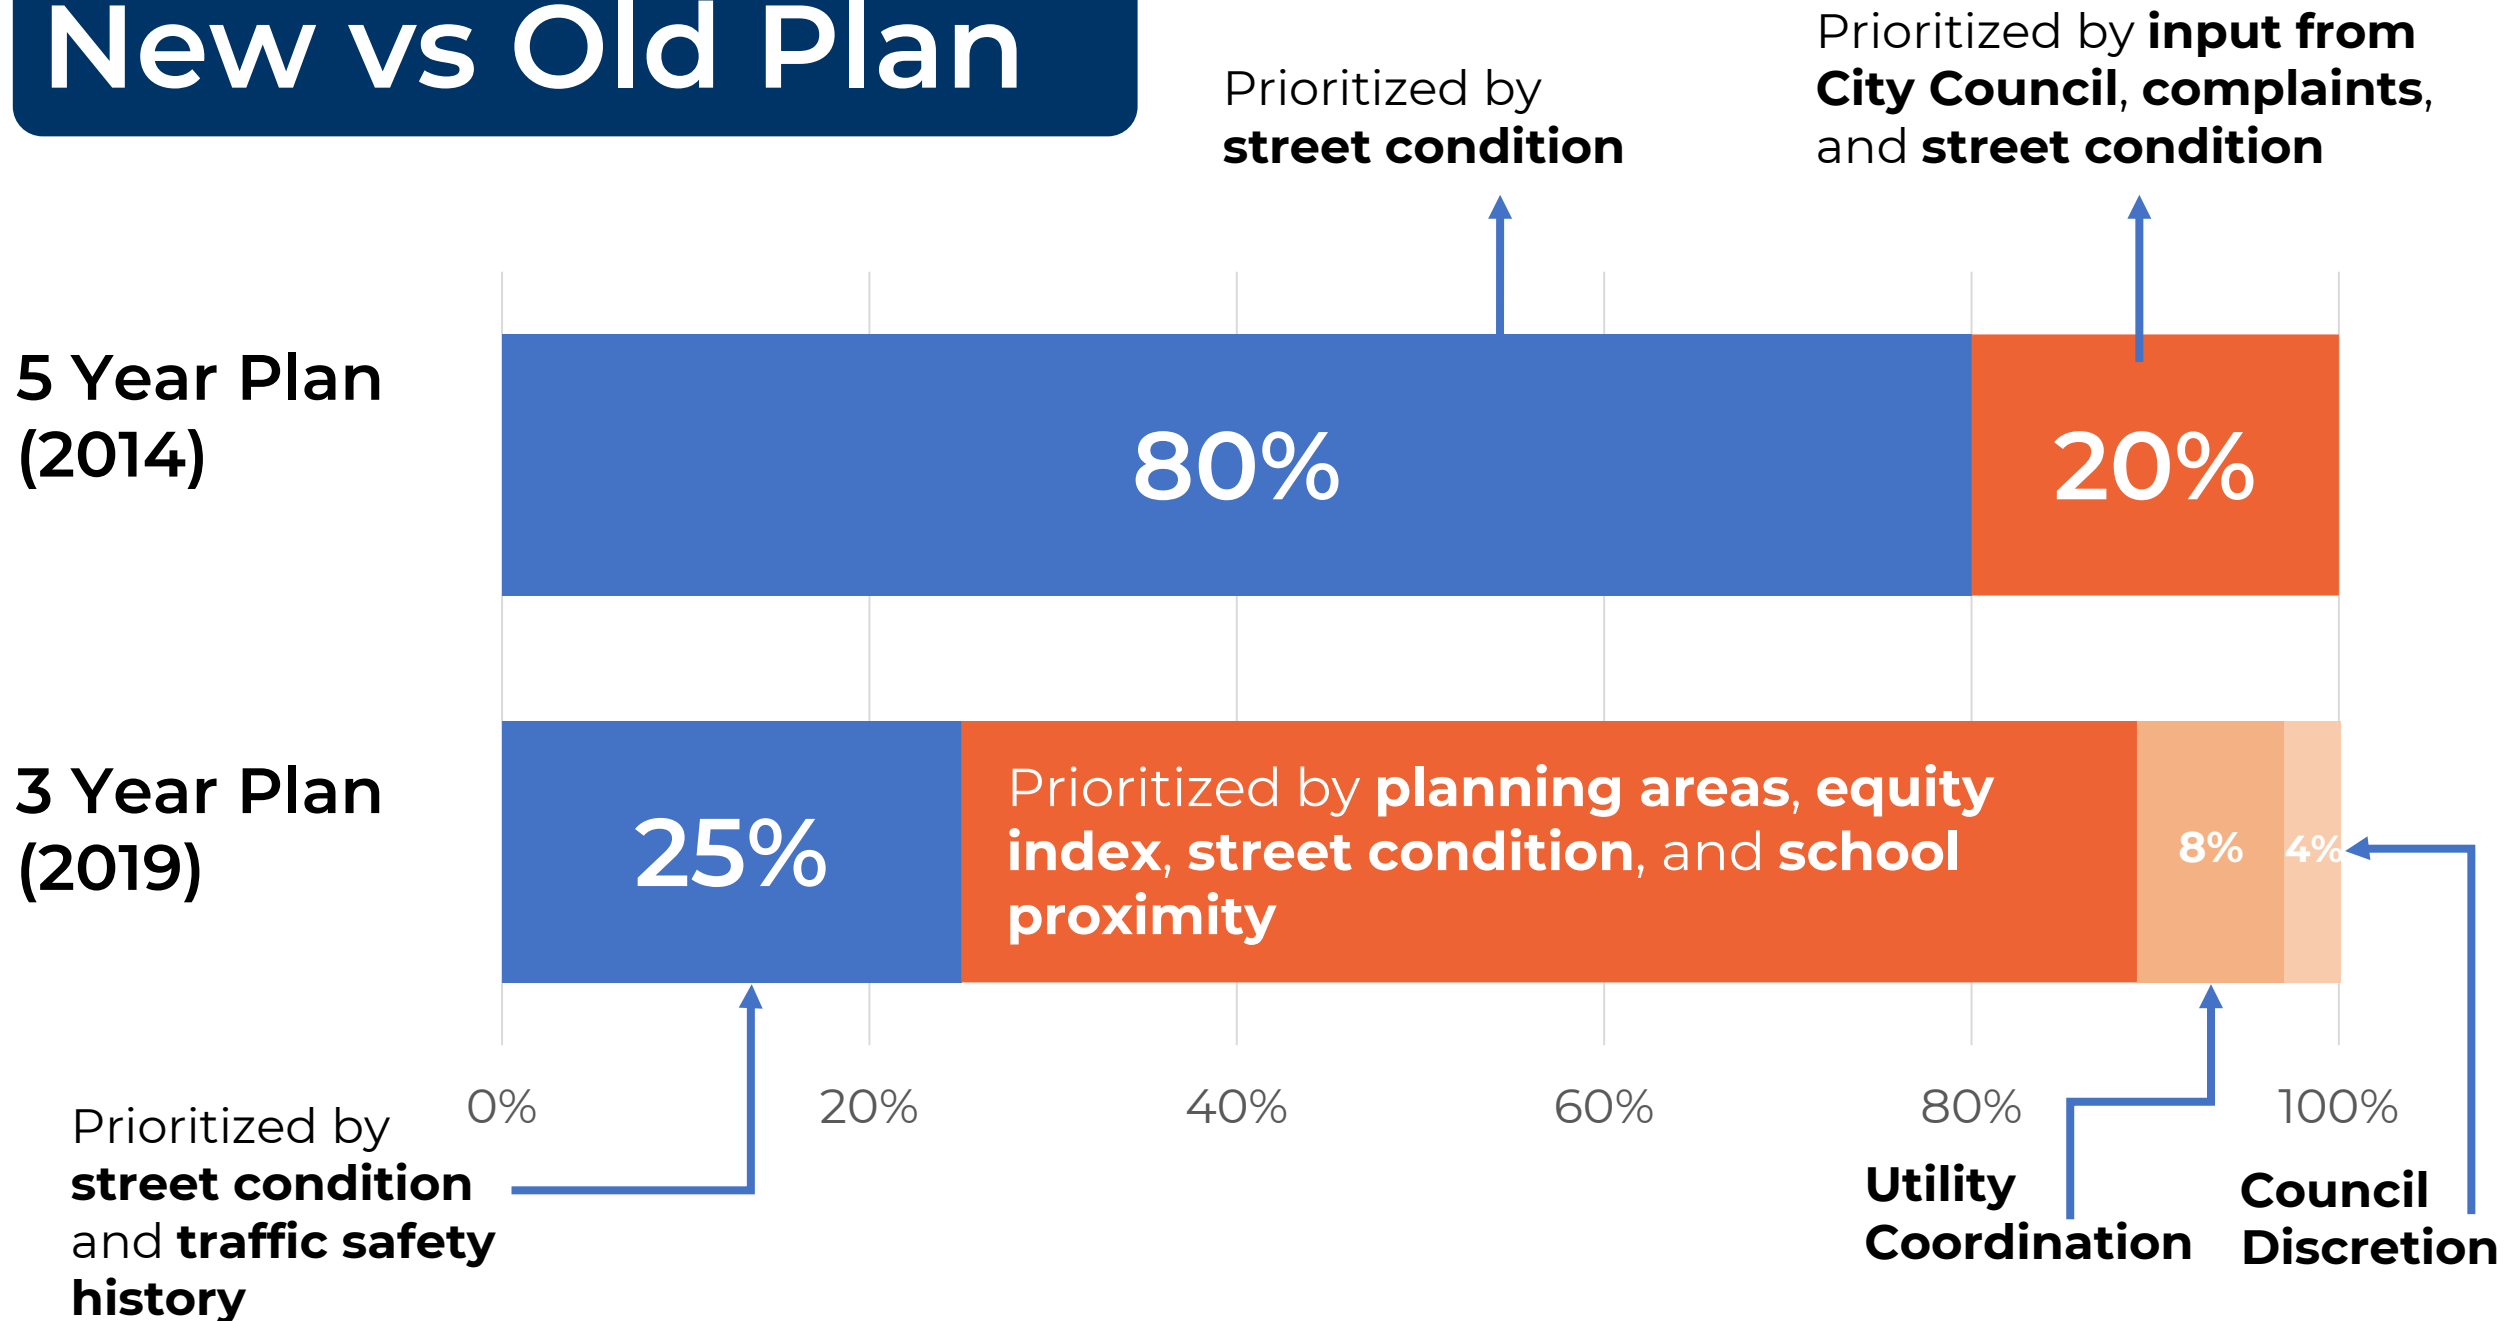 New vs Old Plan
Prioritized by
street condition
Prioritized by input from
City Council, complaints,
and street condition
5 Year Plan
(2014)
80%
20%
3 Year Plan
(2019)
25%
Prioritized by planning areas, equity
index, street condition, and school
proximity
8%
4%
0%
20%
40%
60%
80%
100%
Prioritized by
street condition
and traffic safety
history
Utility
Coordination
Council
Discretion